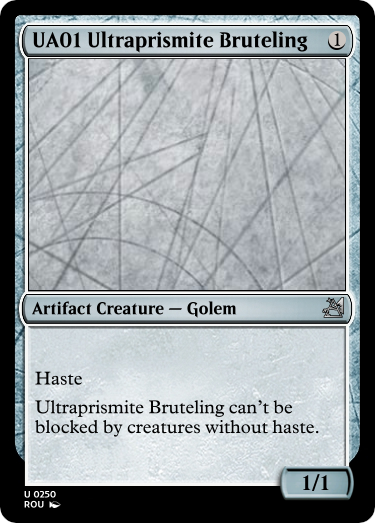 UA01 Ultraprismite Bruteling 1
Artifact Creature — Golem
Haste
Ultraprismite Bruteling can't be
blocked by creatures without haste.
1/1
U 0250
ROU